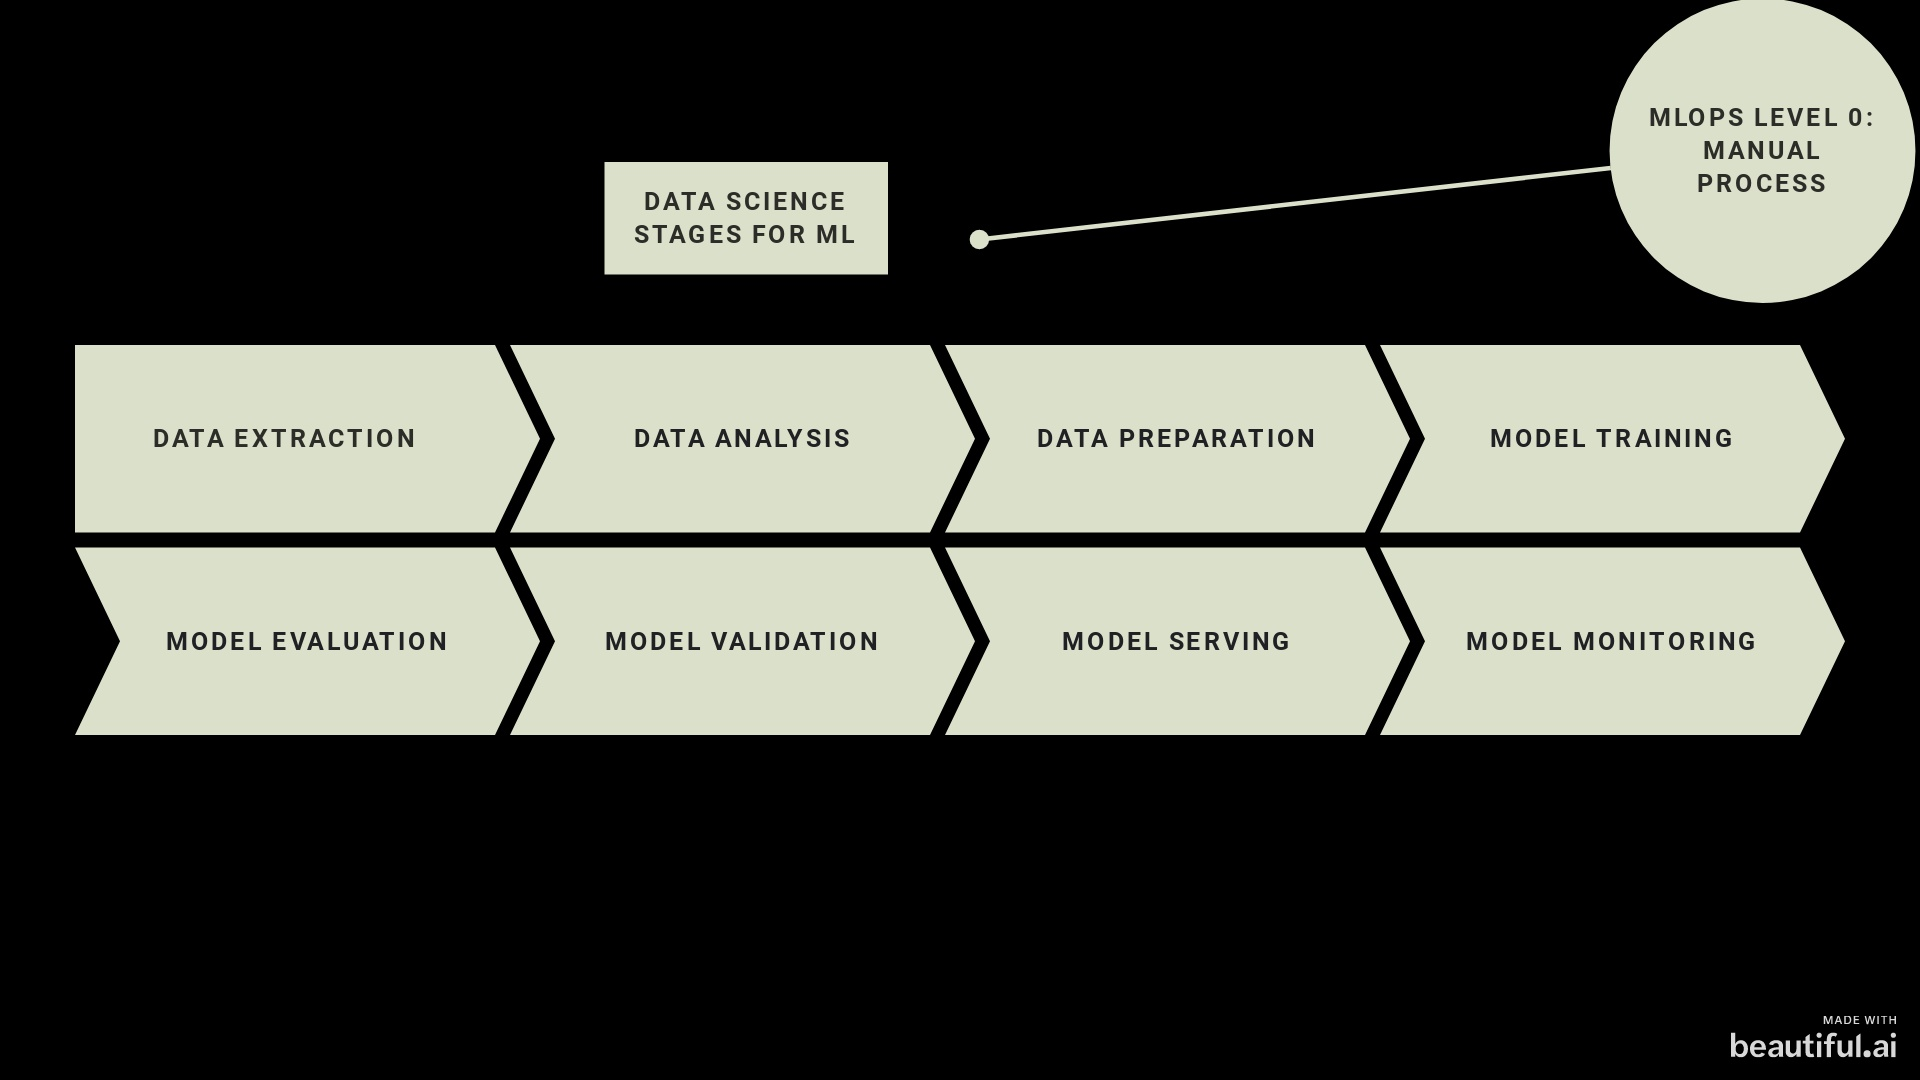 MLOPS LEVEL 0:
MANUAL
PROCESS
DATA SCIENCE
STAGES FOR ML
DATA EXTRACTION
DATA ANALYSIS
DATA PREPARATION
MODEL TRAINING
MODEL EVALUATION
MODEL VALIDATION
MODEL SERVING
MODEL MONITORING
MADE WITH
beautiful.ai